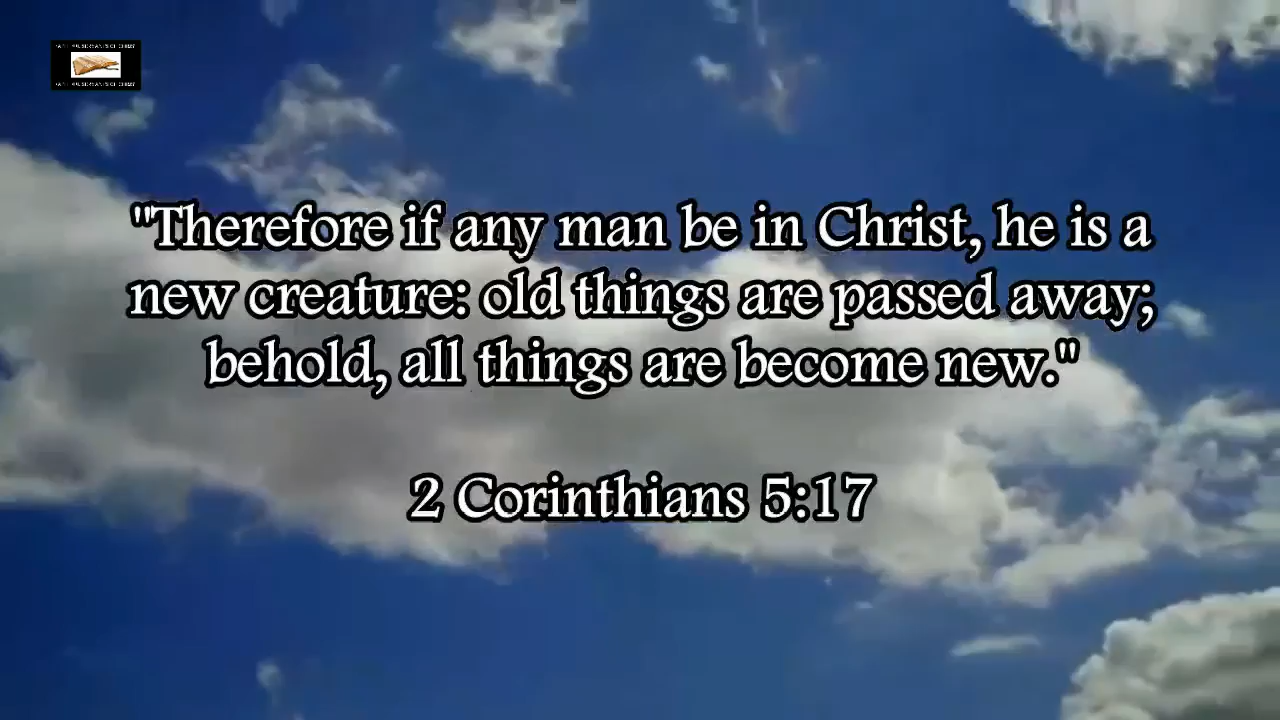 "Therefore if any man be in Christ, he is a
new creature: old things are passed away;
behold, all things are become new."
2 Corinthians 5:17